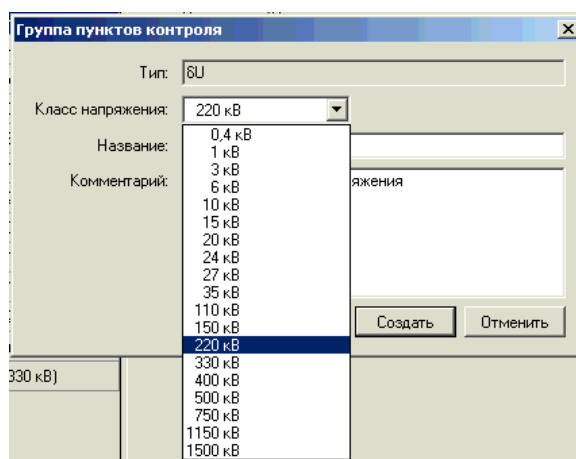 Группа пунктов контроля
Тип: δU
Класс напряжения: 220 кВ
0,4 кВ
1 кВ
Название:
3 кВ
Комментарий: яжения
6 кВ
10 кВ
15 кВ
20 кВ
24 кВ
27 кВ
35 кВ
110 кВ
150 кВ
Создать Отменить
220 кВ
330 кВ
330 кВ)
400 кВ
500 кВ
750 кВ
1150 кВ
1500 кВ